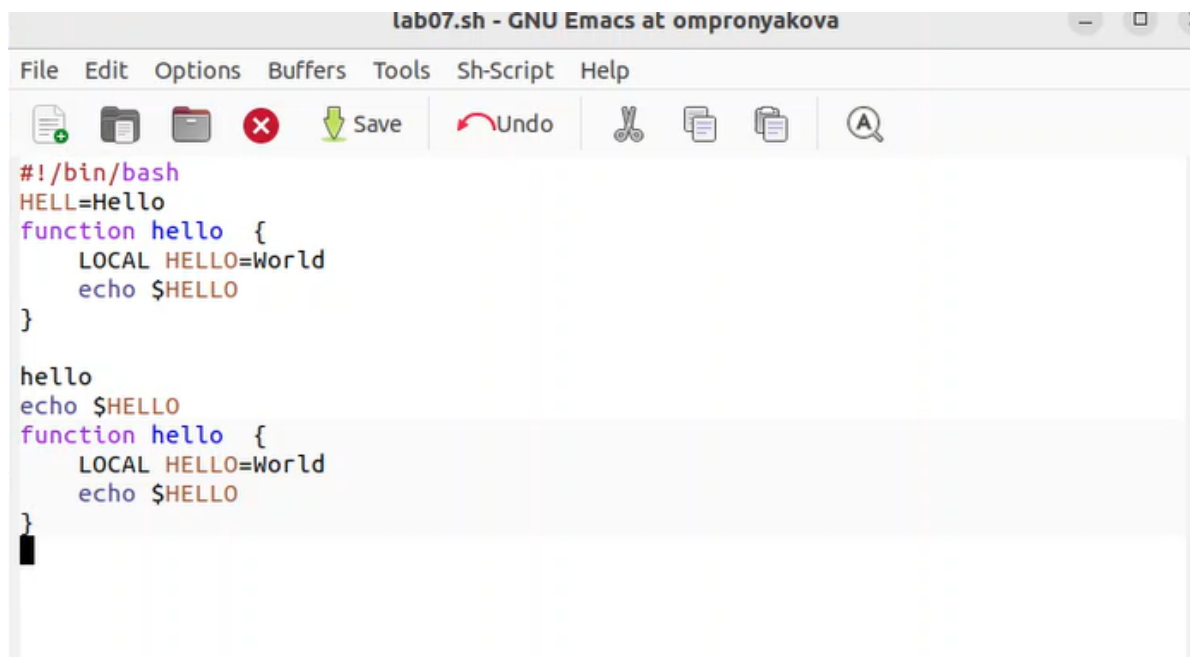 lab07.sh - GNU Emacs at ompronyakova
File Edit Options Buffers Tools Sh-Script Help
Save Undo
#!/bin/bash
HELL=Hello
function hello  {
    LOCAL HELLO=World
    echo $HELLO
}
hello
echo $HELLO
function hello  {
    LOCAL HELLO=World
    echo $HELLO
}